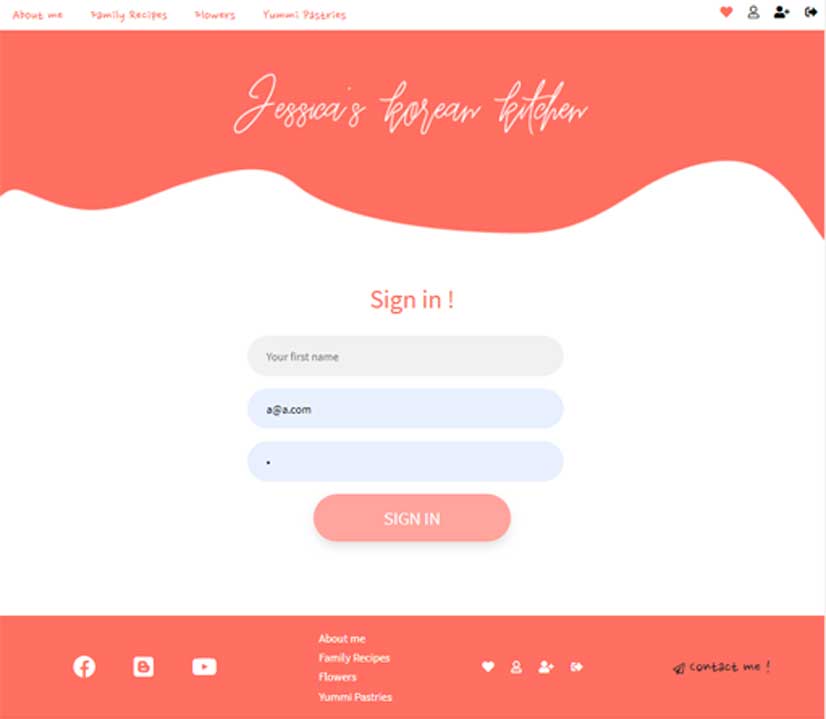 About me Family Recipes Flowers Yummi Pastries
Jessica's korean kitchen
Sign in !
Your first name
a@a.com
SIGN IN
About me
Family Recipes
Flowers
Yummi Pastries
contact me !